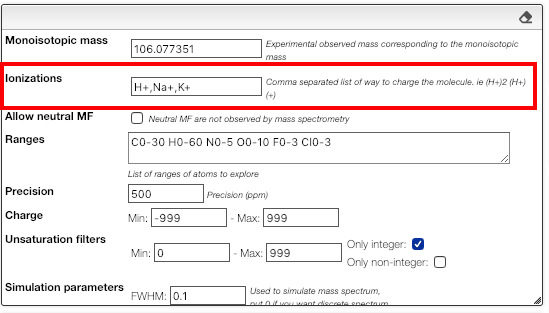 Monoisotopic mass 106.077351 Experimental observed mass corresponding to the monoisotopic
mass
Ionizations H+,Na+,K+ Comma separated list of way to charge the molecule. ie (H+)2 (H+)
(+)
Allow neutral MF Neutral MF are not observed by mass spectrometry
Ranges C0-30 H0-60 N0-5 O0-10 F0-3 Cl0-3
List of ranges of atoms to explore
Precision 500 Precision (ppm)
Charge Min: -999 - Max: 999
Unsaturation filters Min: 0 - Max: 999 Only integer:
Only non-integer:
Simulation parameters FWHM: 0.1 Used to simulate mass spectrum,
put 0 if you want discrete spectrum